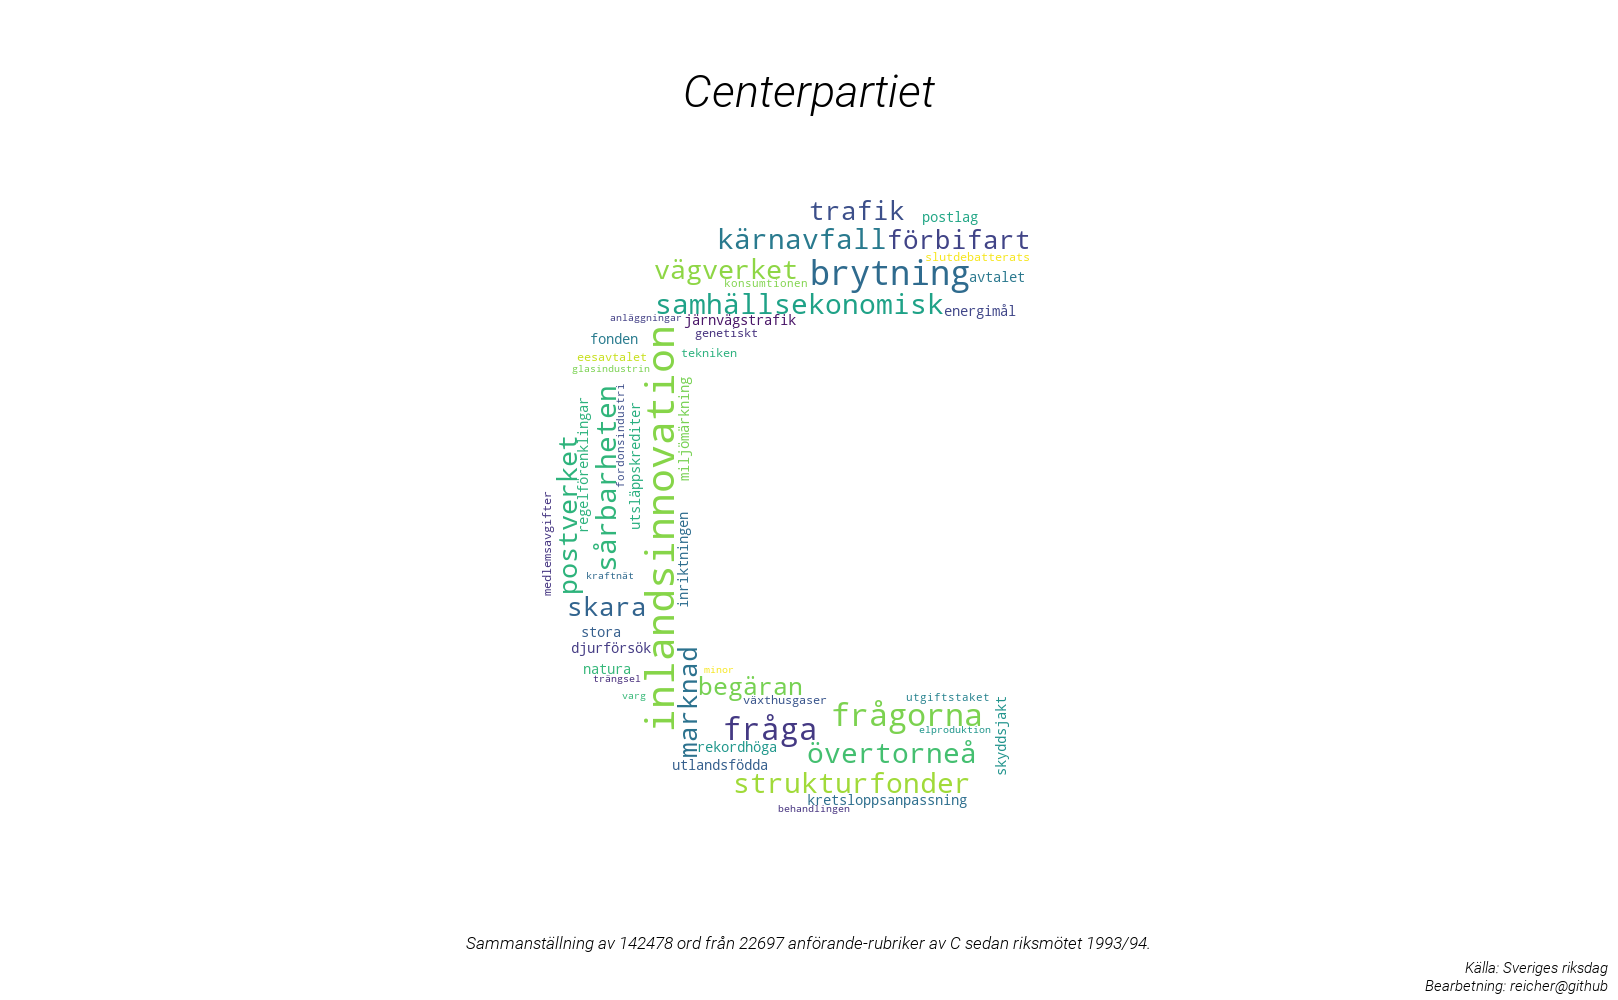 Centerpartiet
trafik
postlag
kärnavfall
förbifart
slutdebatterats
vägverket
brytning
avtalet
konsumtionen
samhällsekonomisk
energimål
anläggningar
järnvägstrafik
genetiskt
fonden
tekniken
eesavtalet
glasindustrin
inlandsinnovation
miljömärkning
fordonsindustri
sårbarheten
regelförenklingar
utsläppskrediter
postverket
medlemsavgifter
inriktningen
kraftnät
skara
stora
djurförsök
natura
trängsel
varg
marknad
minor
begäran
växthusgaser
utgiftstaket
frågorna
fråga
elproduktion
skyddsjakt
rekordhöga
övertorneå
utlandsfödda
strukturfonder
kretsloppsanpassning
behandlingen
Sammanställning av 142478 ord från 22697 anförande-rubriker av C sedan riksmötet 1993/94.
Källa: Sveriges riksdag
Bearbetning: reicher@github